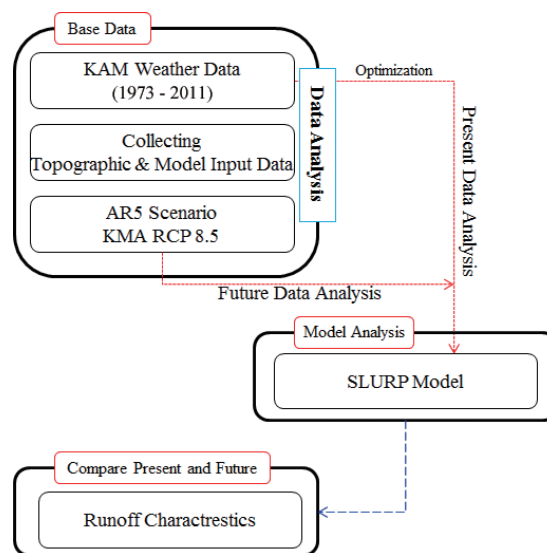 Base Data
KAM Weather Data
(1973 - 2011)
Optimization
Data Analysis
Collecting
Topographic & Model Input Data
Present Data Analysis
AR5 Scenario
KMA RCP 8.5
Future Data Analysis
Model Analysis
SLURP Model
Compare Present and Future
Runoff Charactrestics